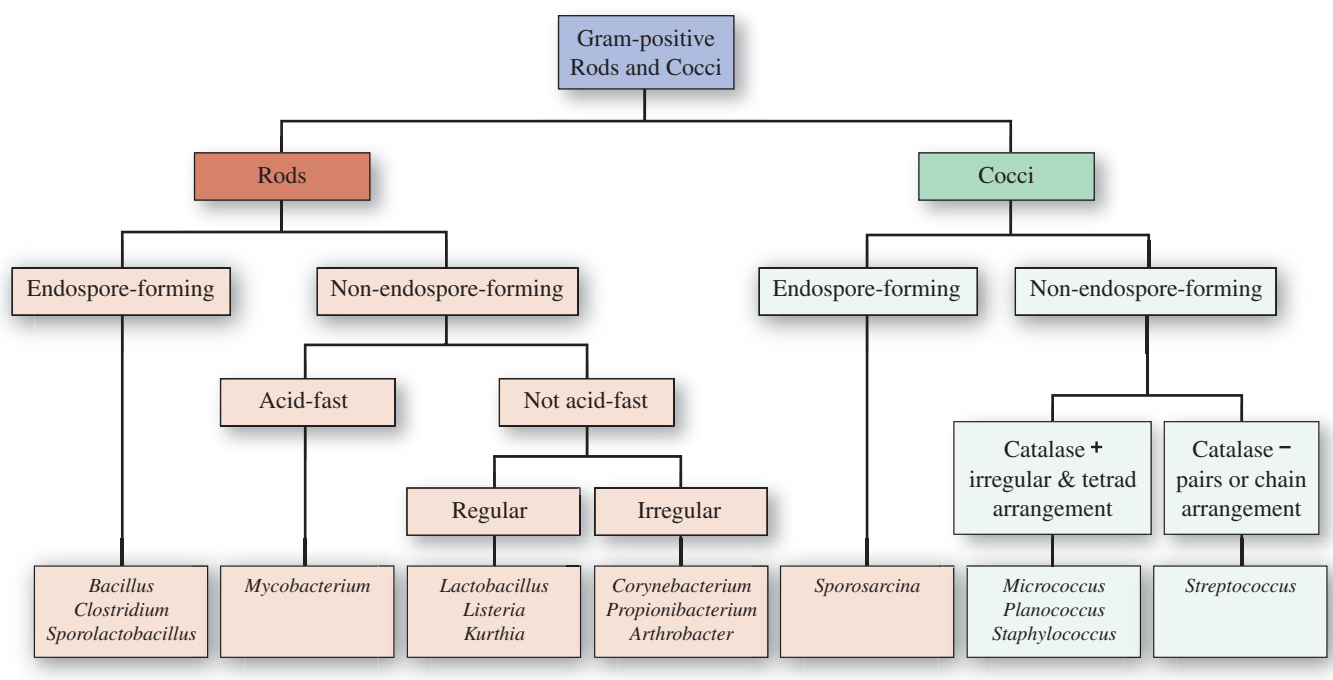 Gram-positive
Rods and Cocci
Rods
Cocci
Endospore-forming
Non-endospore-forming
Endospore-forming
Non-endospore-forming
Acid-fast
Not acid-fast
Catalase +
irregular & tetrad
arrangement
Catalase −
pairs or chain
arrangement
Regular
Irregular
Bacillus
Clostridium
Sporolactobacillus
Mycobacterium
Lactobacillus
Listeria
Kurthia
Corynebacterium
Propionibacterium
Arthrobacter
Sporosarcina
Micrococcus
Planococcus
Staphylococcus
Streptococcus